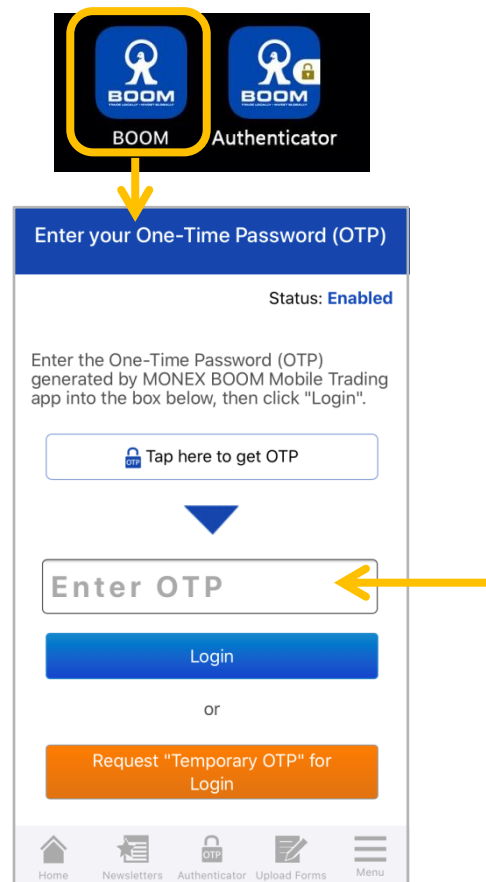 BOOM
BOOM
BOOM
Authenticator
Enter your One-Time Password (OTP)
Status: Enabled
Enter the One-Time Password (OTP)
generated by MONEX BOOM Mobile Trading
app into the box below, then click "Login".
OTP
Tap here to get OTP
Enter OTP
Login
or
Request "Temporary OTP" for
Login
OTP
Home
Newsletters
Authenticator
Upload Forms
Menu